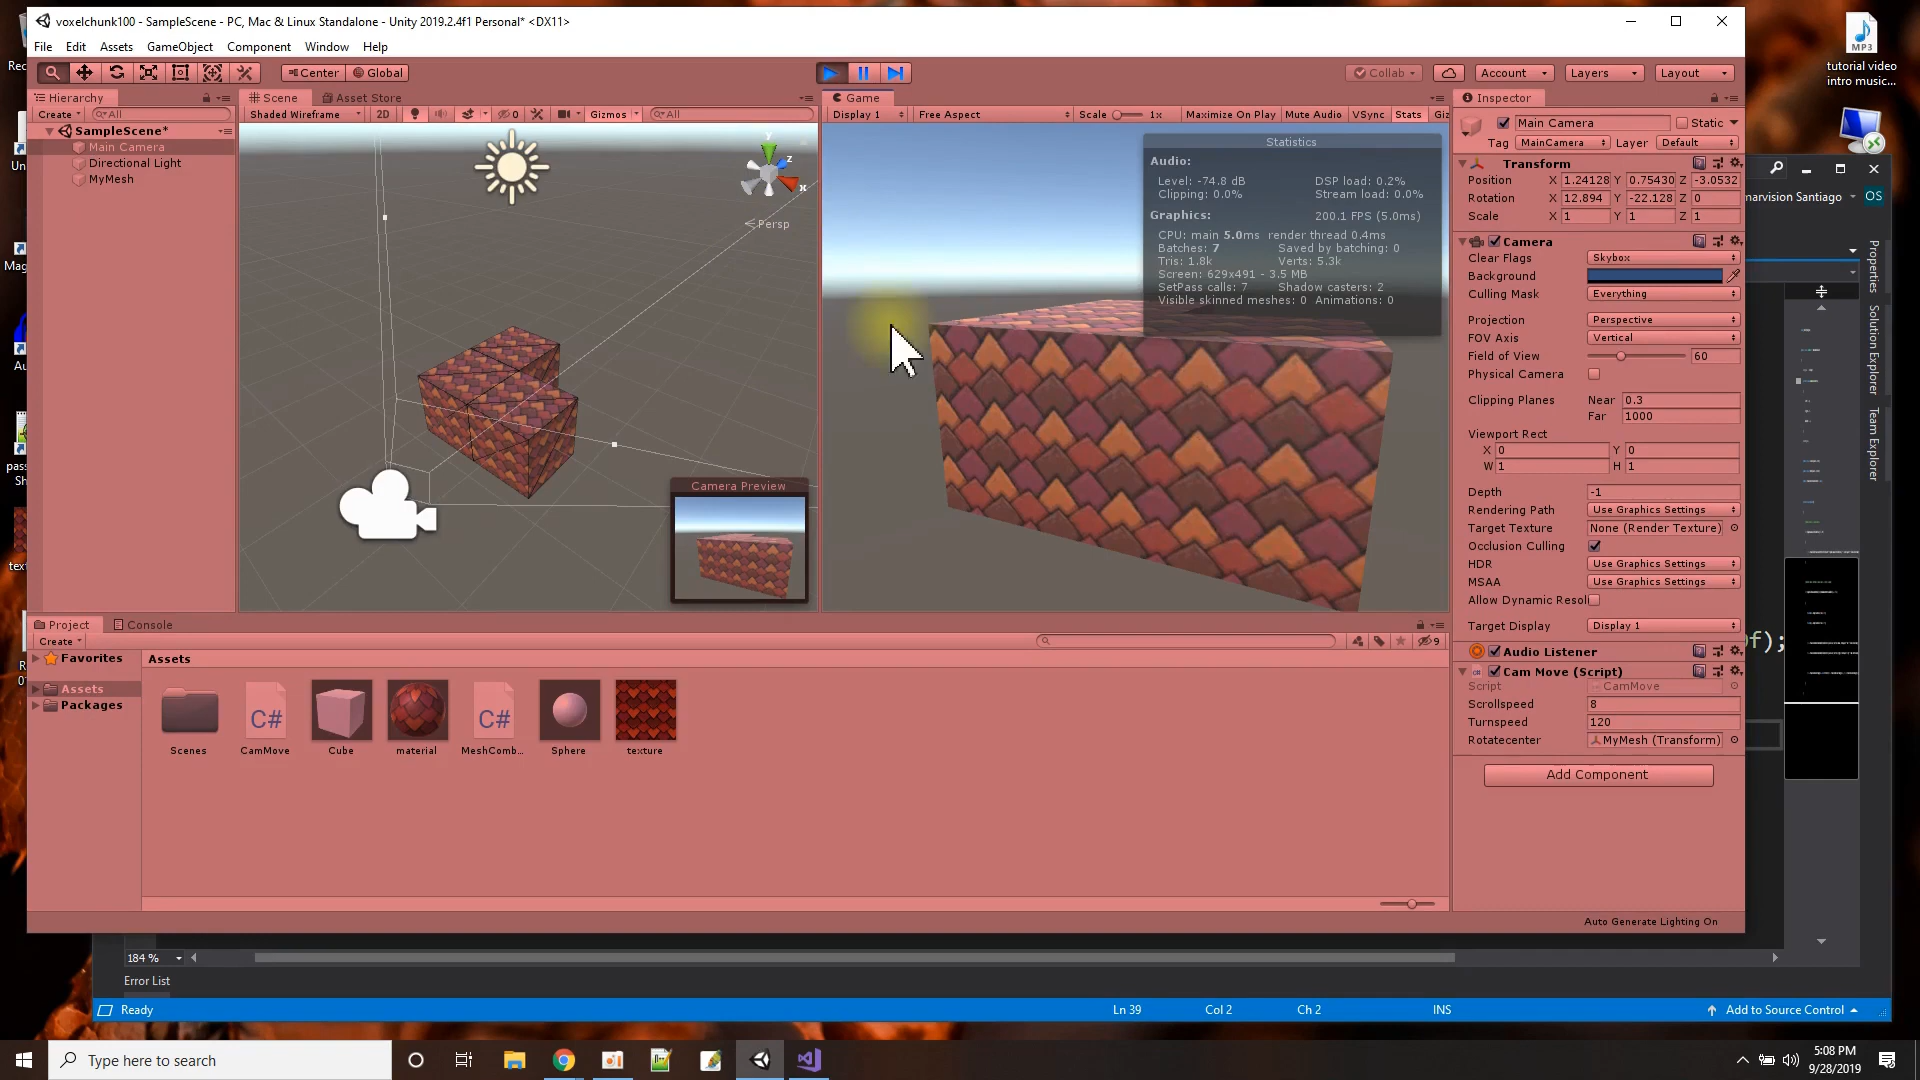 voxelchunk100 - SampleScene - PC, Mac & Linux Standalone - Unity 2019.2.4f1 Personal* <DX11>
File Edit Assets GameObject Component Window Help
Center Global
Collab Account Layers Layout
Hierarchy
Create All
SampleScene*
Main Camera
Directional Light
MyMesh
Scene Asset Store
Shaded Wireframe 2D 0 Gizmos All
y
z
x
Persp
Camera Preview
Game
Display 1 Free Aspect Scale 1x Maximize On Play Mute Audio VSync Stats Giz
Statistics
Audio:
Level: -74.8 dB DSP load: 0.2%
Clipping: 0.0% Stream load: 0.0%
Graphics: 200.1 FPS (5.0ms)
CPU: main 5.0ms render thread 0.4ms
Batches: 7 Saved by batching: 0
Tris: 1.8k Verts: 5.3k
Screen: 629x491 - 3.5 MB
SetPass calls: 7 Shadow casters: 2
Visible skinned meshes: 0 Animations: 0
Inspector
Main Camera Static
Tag MainCamera Layer Default
Transform
Position X 1.24128 Y 0.75430 Z -3.0532
Rotation X 12.894 Y -22.128 Z 0
Scale X 1 Y 1 Z 1
Camera
Clear Flags Skybox
Background
Culling Mask Everything
Projection Perspective
FOV Axis Vertical
Field of View 60
Physical Camera
Clipping Planes Near 0.3
Far 1000
Viewport Rect
X 0 Y 0
W 1 H 1
Depth -1
Rendering Path Use Graphics Settings
Target Texture None (Render Texture)
Occlusion Culling
HDR Use Graphics Settings
MSAA Use Graphics Settings
Allow Dynamic Resol
Target Display Display 1
Audio Listener
Cam Move (Script)
Script CamMove
Scrollspeed 8
Turnspeed 120
Rotatecenter MyMesh (Transform)
Add Component
Auto Generate Lighting On
Project Console
Create
9
Favorites
Assets
Packages
Assets
Scenes
C#
CamMove
Cube
material
C#
MeshComb...
Sphere
texture
MP3
tutorial video
intro music...
marvision Santiago OS
Properties
Solution Explorer
Team Explorer
0f);
184 %
Error List
Ready Ln 39 Col 2 Ch 2 INS Add to Source Control
Type here to search
5:08 PM
9/28/2019